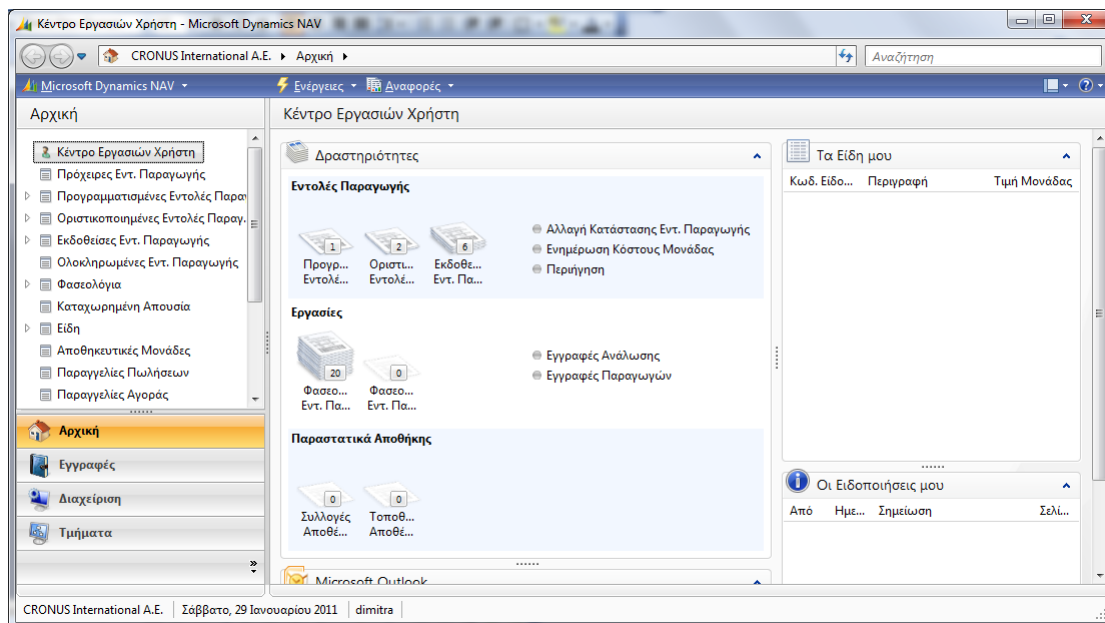 Κέντρο Εργασιών Χρήστη - Microsoft Dynamics NAV
CRONUS International A.E. Αρχική
Αναζήτηση
Microsoft Dynamics NAV
Ενέργειες Αναφορές
Αρχική
Κέντρο Εργασιών Χρήστη
Πρόχειρες Εντ. Παραγωγής
Προγραμματισμένες Εντολές Παραγ
Οριστικοποιημένες Εντολές Παραγ.
Εκδοθείσες Εντ. Παραγωγής
Ολοκληρωμένες Εντ. Παραγωγής
Φασεολόγια
Καταχωρημένη Απουσία
Είδη
Αποθηκευτικές Μονάδες
Παραγγελίες Πωλήσεων
Παραγγελίες Αγοράς
Αρχική
Εγγραφές
Διαχείριση
Τμήματα
Κέντρο Εργασιών Χρήστη
Δραστηριότητες
Εντολές Παραγωγής
1 2 6
Προγρ... Οριστι... Εκδοθε...
Εντολέ... Εντολέ... Εντ. Πα...
Αλλαγή Κατάστασης Εντ. Παραγωγής
Ενημέρωση Κόστους Μονάδας
Περιήγηση
Εργασίες
20 0
Φασεο... Φασεο...
Εντ. Πα... Εντ. Πα...
Εγγραφές Ανάλωσης
Εγγραφές Παραγωγών
Παραστατικά Αποθήκης
0 0
Συλλογές Τοποθ...
Αποθέ... Αποθέ...
Microsoft Outlook
Τα Είδη μου
Κωδ. Είδο... Περιγραφή Τιμή Μονάδας
Οι Ειδοποιήσεις μου
Από Ημε... Σημείωση Σελί...
CRONUS International A.E. Σάββατο, 29 Ιανουαρίου 2011 dimitra